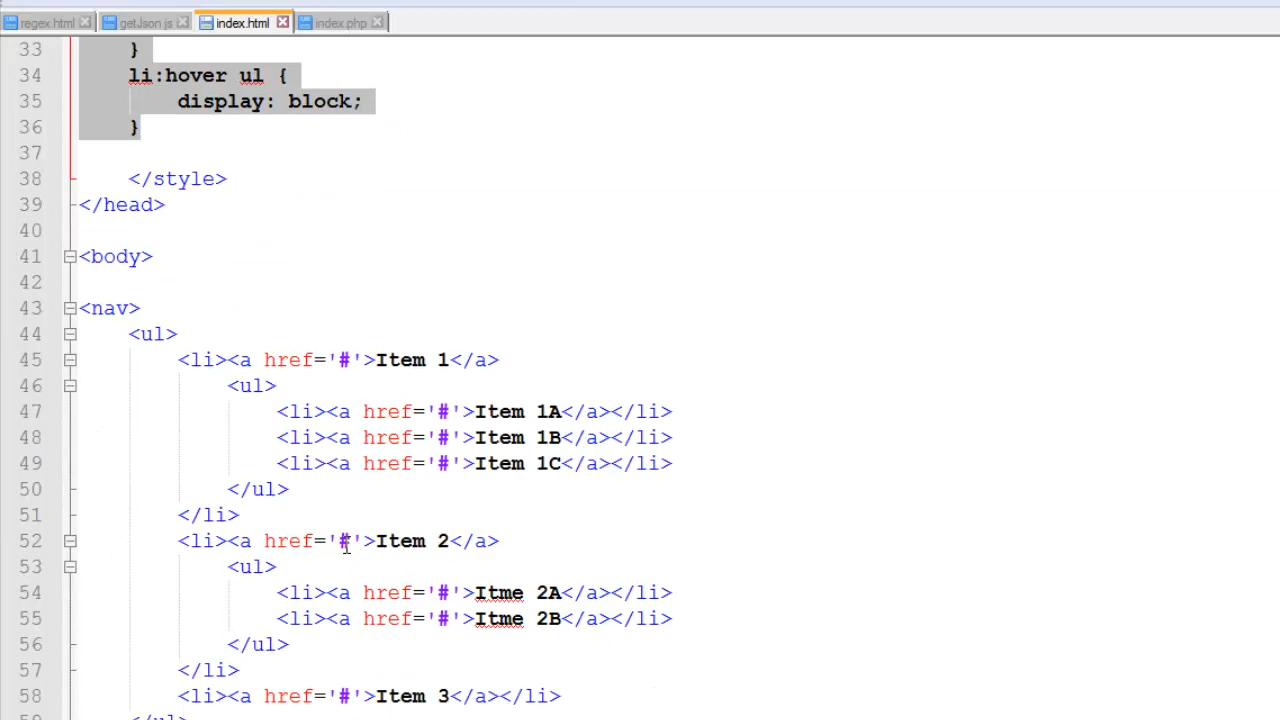 regex.html getJson.js index.html index.php
33 }
34 li:hover ul {
35 display: block;
36 }
37
38 </style>
39 </head>
40
41 <body>
42
43 <nav>
44 <ul>
45 <li><a href='#'>Item 1</a>
46 <ul>
47 <li><a href='#'>Item 1A</a></li>
48 <li><a href='#'>Item 1B</a></li>
49 <li><a href='#'>Item 1C</a></li>
50 </ul>
51 </li>
52 <li><a href='#'>Item 2</a>
53 <ul>
54 <li><a href='#'>Itme 2A</a></li>
55 <li><a href='#'>Itme 2B</a></li>
56 </ul>
57 </li>
58 <li><a href='#'>Item 3</a></li>
59 </ul>